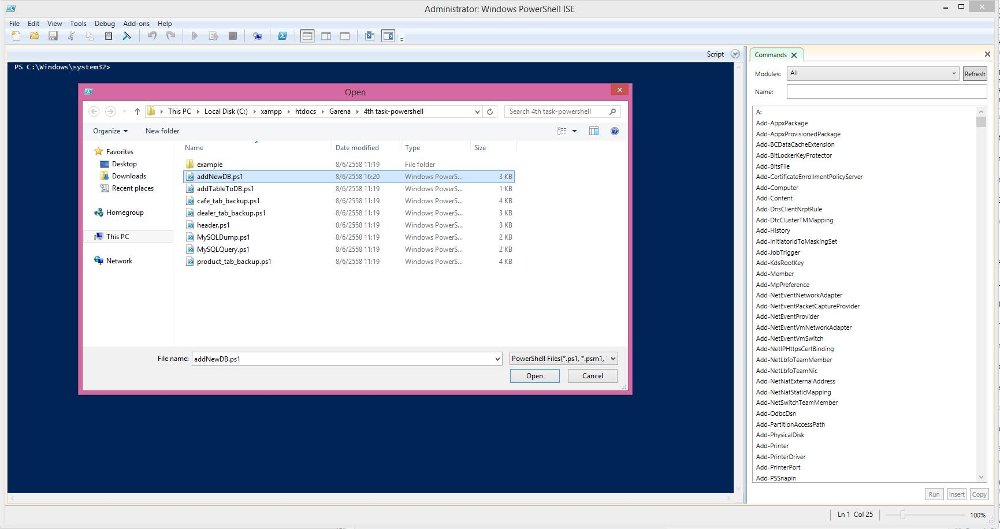 Administrator: Windows PowerShell ISE
File Edit View Tools Debug Add-ons Help
Script
PS C:\Windows\system32>
Open
This PC Local Disk (C:) xampp htdocs Garena 4th task-powershell
Search 4th task-powershell
Organize New folder
Favorites
Desktop
Downloads
Recent places
Homegroup
This PC
Network
Name Date modified Type Size
example 8/6/2558 11:19 File folder
addNewDB.ps1 8/6/2558 16:20 Windows PowerS... 3 KB
addTableToDB.ps1 8/6/2558 11:19 Windows PowerS... 1 KB
cafe_tab_backup.ps1 8/6/2558 11:19 Windows PowerS... 4 KB
dealer_tab_backup.ps1 8/6/2558 11:19 Windows PowerS... 3 KB
header.ps1 8/6/2558 11:19 Windows PowerS... 3 KB
MySQLDump.ps1 8/6/2558 11:19 Windows PowerS... 2 KB
MySQLQuery.ps1 8/6/2558 11:19 Windows PowerS... 2 KB
product_tab_backup.ps1 8/6/2558 11:19 Windows PowerS... 4 KB
File name: addNewDB.ps1 PowerShell Files(*.ps1, *.psm1,
Open Cancel
Commands
Modules: All Refresh
Name:
A:
Add-AppxPackage
Add-AppxProvisionedPackage
Add-BCDataCacheExtension
Add-BitLockerKeyProtector
Add-BitsFile
Add-CertificateEnrollmentPolicyServer
Add-Computer
Add-Content
Add-DnsClientNrptRule
Add-DtcClusterTMMapping
Add-History
Add-InitiatorIdToMaskingSet
Add-JobTrigger
Add-KdsRootKey
Add-Member
Add-MpPreference
Add-NetEventNetworkAdapter
Add-NetEventPacketCaptureProvider
Add-NetEventProvider
Add-NetEventVmNetworkAdapter
Add-NetEventVmSwitch
Add-NetIPHttpsCertBinding
Add-NetLbfoTeamMember
Add-NetLbfoTeamNic
Add-NetNatExternalAddress
Add-NetNatStaticMapping
Add-NetSwitchTeamMember
Add-OdbcDsn
Add-PartitionAccessPath
Add-PhysicalDisk
Add-Printer
Add-PrinterDriver
Add-PrinterPort
Add-PSSnapin
Run Insert Copy
Ln 1 Col 25 100%